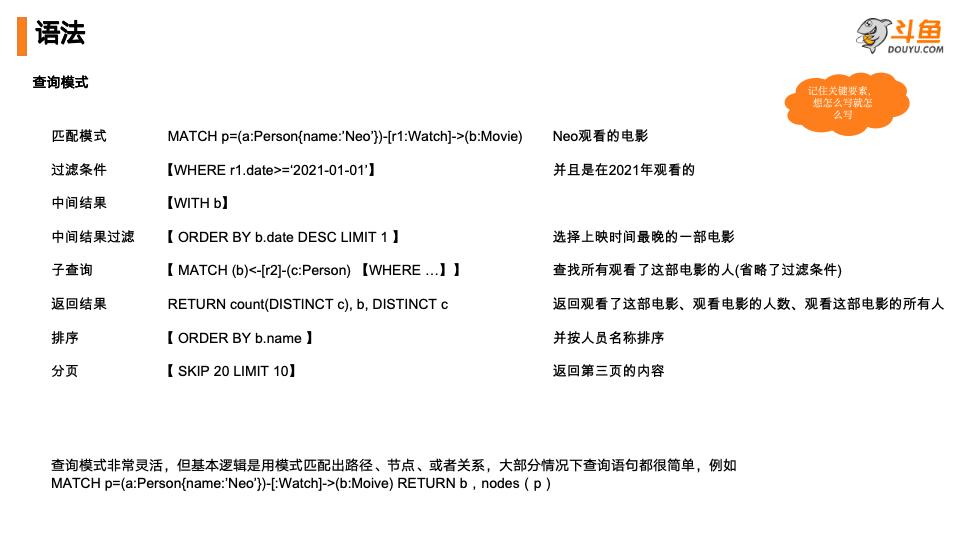 语法
斗鱼
DOUYU.COM
查询模式
记住关键要素,
想怎么写就怎
么写
匹配模式 MATCH p=(a:Person{name:'Neo'})-[r1:Watch]->(b:Movie) Neo观看的电影
过滤条件 【WHERE r1.date>=‘2021-01-01’】 并且是在2021年观看的
中间结果 【WITH b】
中间结果过滤 【 ORDER BY b.date DESC LIMIT 1 】 选择上映时间最晚的一部电影
子查询 【 MATCH (b)<-[r2]-(c:Person) 【WHERE …】 】 查找所有观看了这部电影的人(省略了过滤条件)
返回结果 RETURN count(DISTINCT c), b, DISTINCT c 返回观看了这部电影、观看电影的人数、观看这部电影的所有人
排序 【 ORDER BY b.name 】 并按人员名称排序
分页 【 SKIP 20 LIMIT 10】 返回第三页的内容
查询模式非常灵活，但基本逻辑是用模式匹配出路径、节点、或者关系，大部分情况下查询语句都很简单，例如
MATCH p=(a:Person{name:'Neo'})-[:Watch]->(b:Moive) RETURN b，nodes（p）